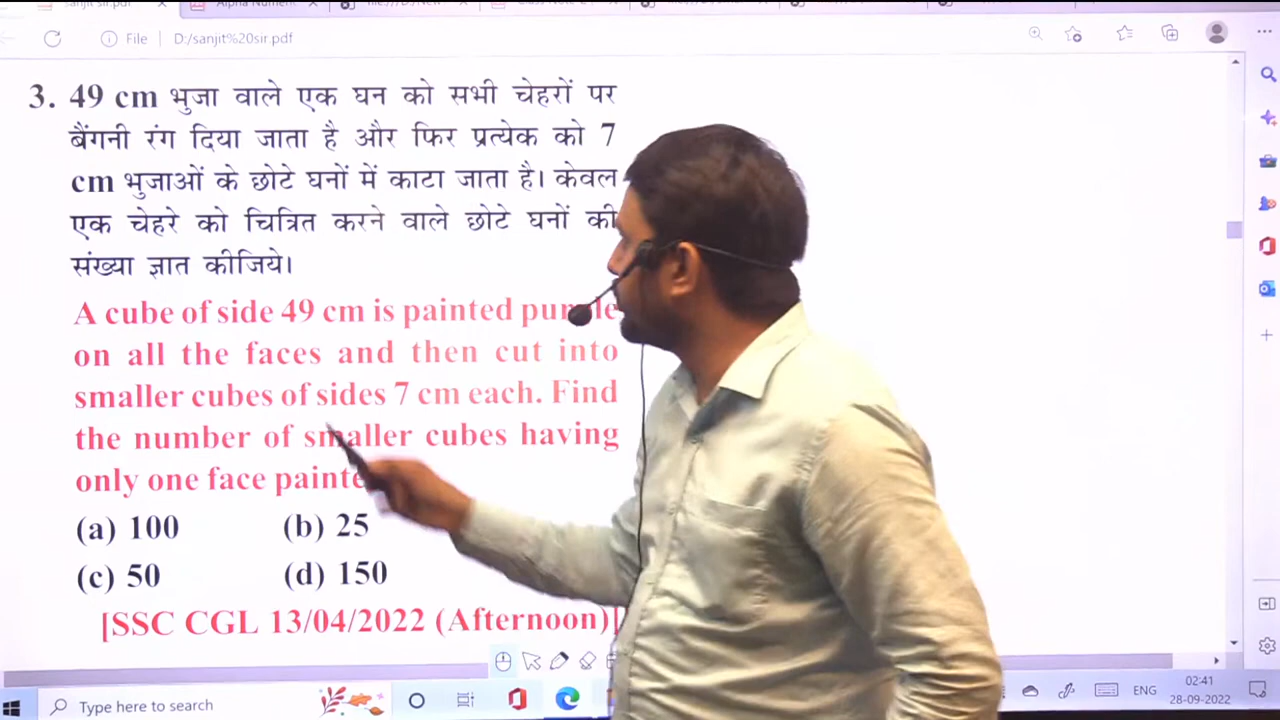 File
D:/sanjit%20sir.pdf
3. 49 cm भुजा वाले एक घन को सभी चेहरों पर
बैंगनी रंग दिया जाता है और फिर प्रत्येक को 7
cm भुजाओं के छोटे घनों में काटा जाता है। केवल
एक चेहरे को चित्रित करने वाले छोटे घनों की
संख्या ज्ञात कीजिये।
A cube of side 49 cm is painted
on all the faces and then cut into
smaller cubes of sides 7 cm each. Find
the number of smaller cubes having
only one face
(a) 100 (b) 25
(c) 50 (d) 150
[SSC CGL 13/04/2022 (Afternoon)]
Type here to search
ENG
02:41
28-09-2022